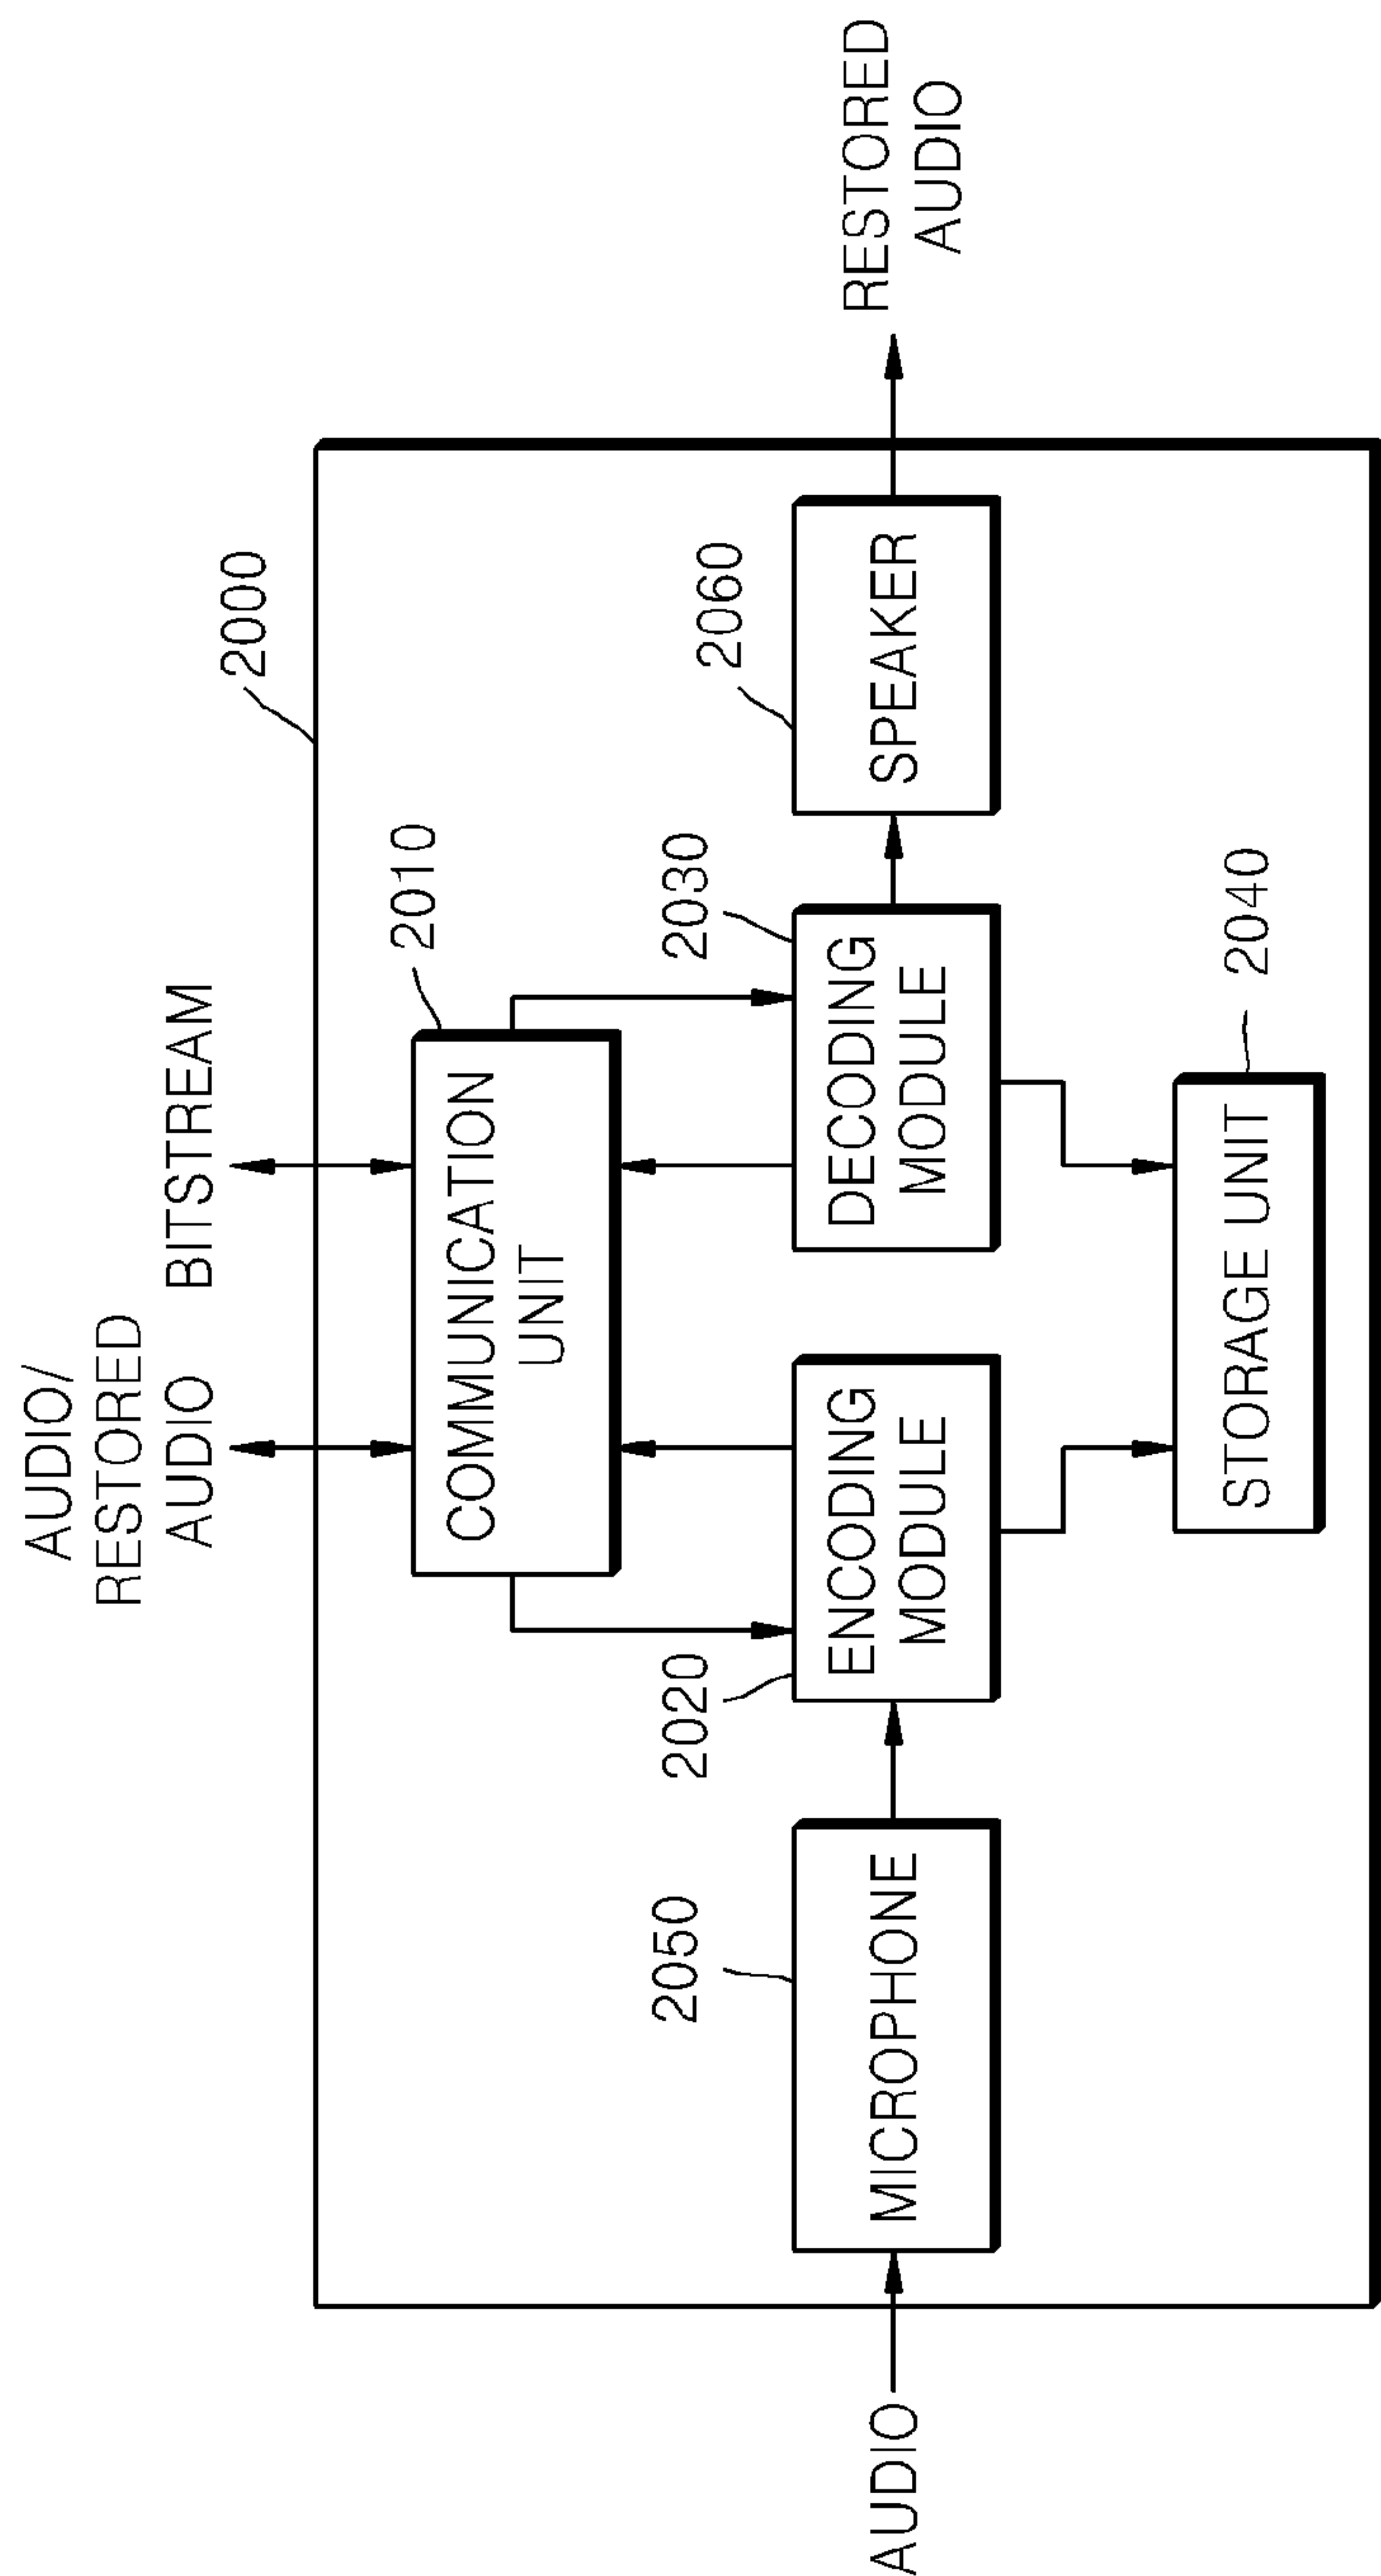 AUDIO/
RESTORED
AUDIO
BITSTREAM
2000
COMMUNICATION
UNIT
2010
2050
MICROPHONE
2020
ENCODING
MODULE
2030
DECODING
MODULE
2060
SPEAKER
AUDIO
RESTORED
AUDIO
STORAGE UNIT
2040